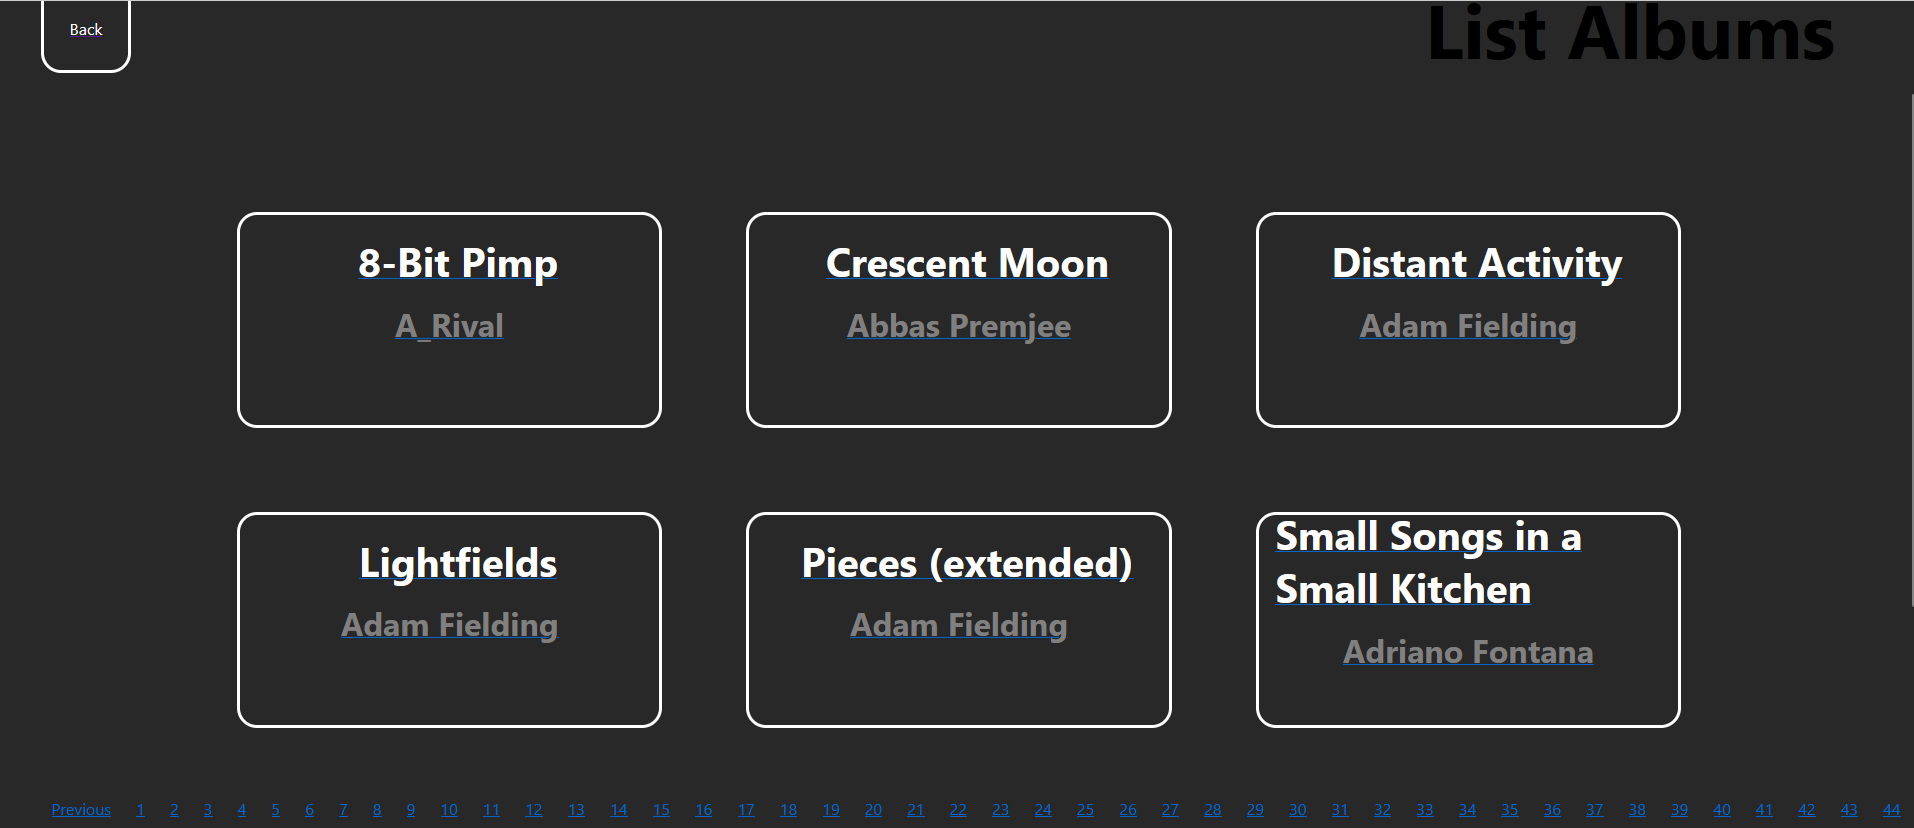 Back
List Albums
8-Bit Pimp
A_Rival
Crescent Moon
Abbas Premjee
Distant Activity
Adam Fielding
Lightfields
Adam Fielding
Pieces (extended)
Adam Fielding
Small Songs in a
Small Kitchen
Adriano Fontana
Previous 1 2 3 4 5 6 7 8 9 10 11 12 13 14 15 16 17 18 19 20 21 22 23 24 25 26 27 28 29 30 31 32 33 34 35 36 37 38 39 40 41 42 43 44